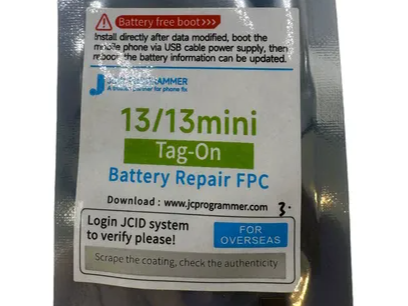 Battery free boot>>>
Install directly after data modified, boot the
mobile phone via USB cable power supply, then
reboot, the battery information can be updated.
PROGRAMMER
13/13mini
Tag-On
Battery Repair FPC
Download : www.jcprogrammer.com 3.
Login JCID system
to verify please!
FOR
OVERSEAS
Scrape the coating, check the authenticity